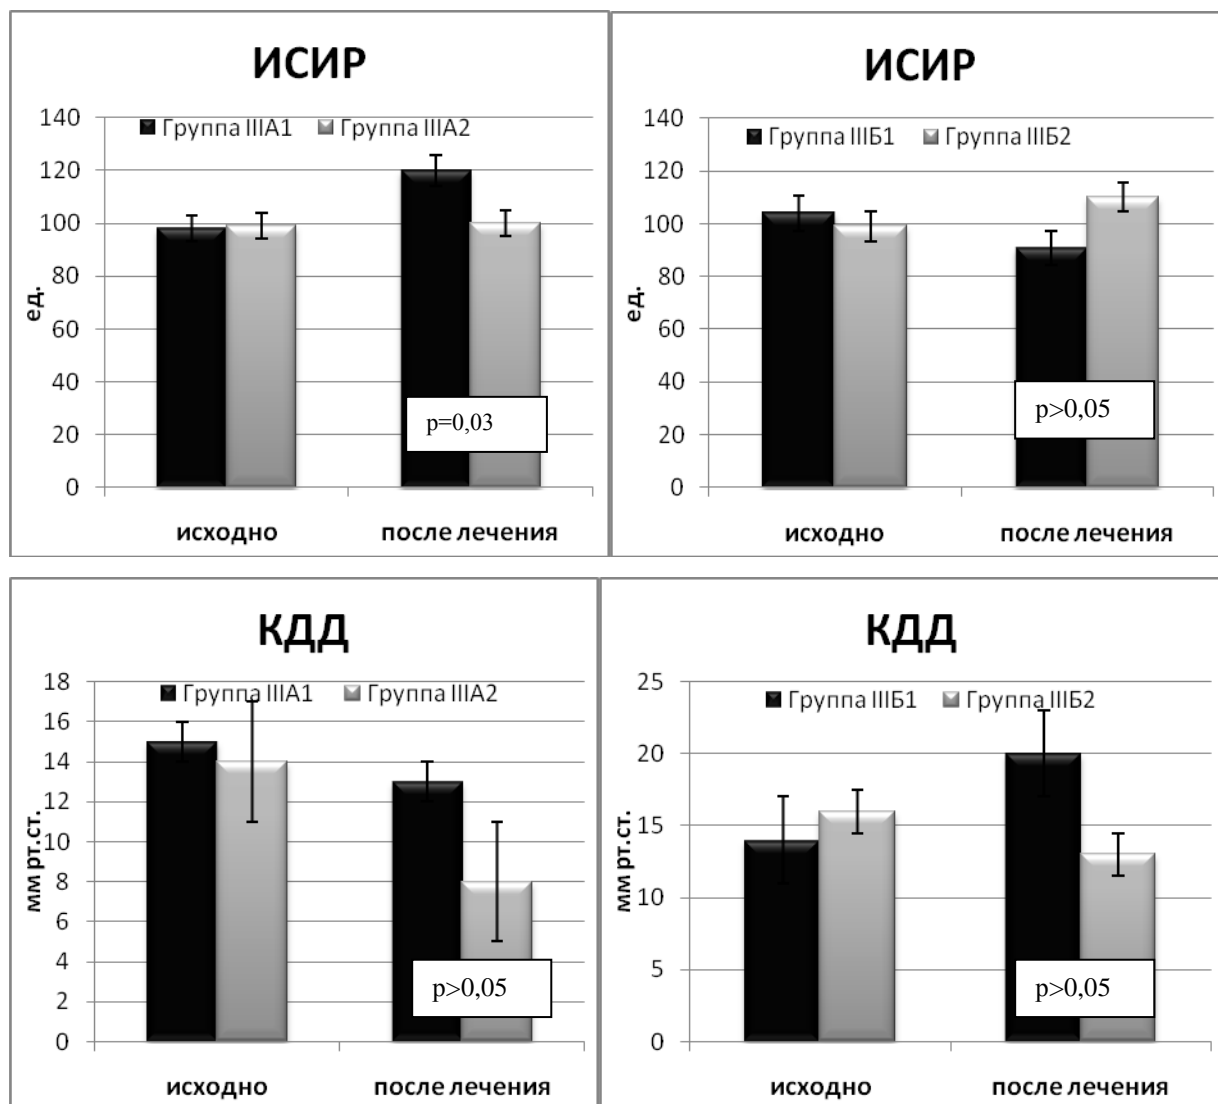 ИСИР
140
Группа IIIА1 Группа IIIА2
120
100
80
60
40
20
0
ед.
p=0,03
исходно после лечения
ИСИР
140
Группа IIIБ1 Группа IIIБ2
120
100
80
60
40
20
0
ед.
p>0,05
исходно после лечения
КДД
18
Группа IIIА1 Группа IIIА2
16
14
12
10
8
6
4
2
0
мм рт.ст.
p>0,05
исходно после лечения
КДД
25
Группа IIIБ1 Группа IIIБ2
20
15
10
5
0
мм рт.ст.
p>0,05
исходно после лечения